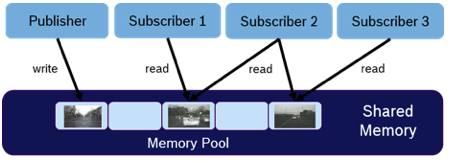 Publisher
Subscriber 1
Subscriber 2
Subscriber 3
write
read
read
read
Shared
Memory
Memory Pool